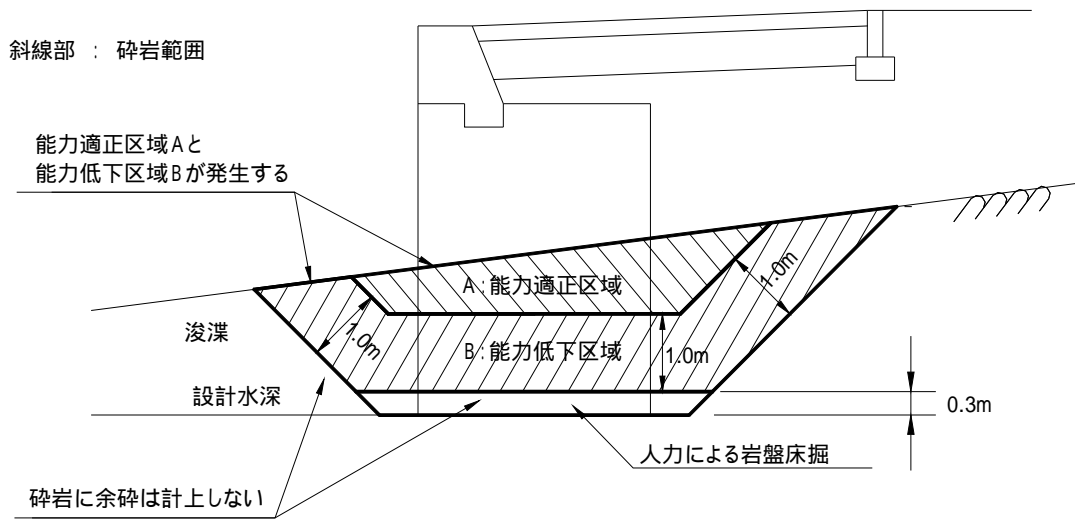 斜線部 : 砕岩範囲
能力適正区域Aと
能力低下区域Bが発生する
A:能力適正区域
1.0m
1.0m
浚渫
B:能力低下区域
1.0m
設計水深
0.3m
人力による岩盤床掘
砕岩に余砕は計上しない